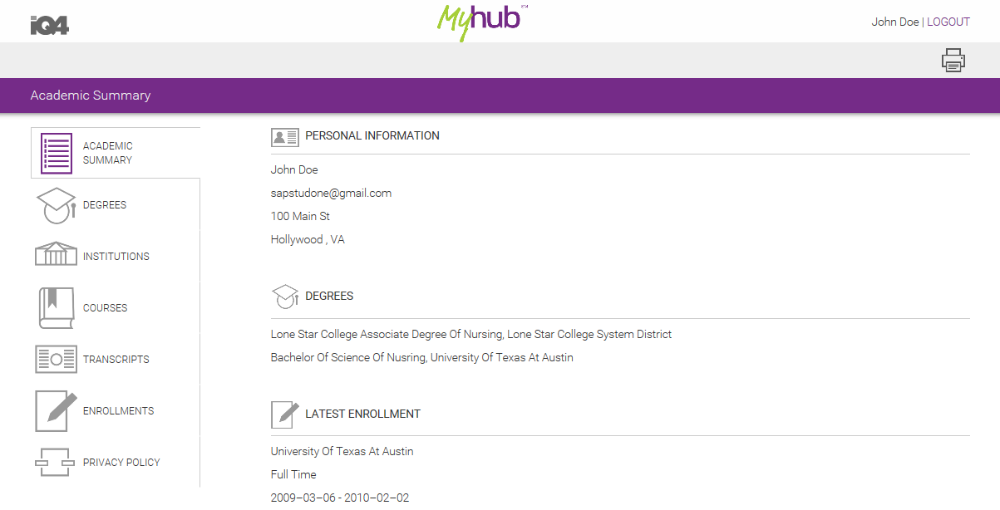 iQ4
Myhub℠
John Doe | LOGOUT
Academic Summary
ACADEMIC
SUMMARY
DEGREES
INSTITUTIONS
COURSES
TRANSCRIPTS
ENROLLMENTS
PRIVACY POLICY
PERSONAL INFORMATION
John Doe
sapstudone@gmail.com
100 Main St
Hollywood , VA
DEGREES
Lone Star College Associate Degree Of Nursing, Lone Star College System District
Bachelor Of Science Of Nusring, University Of Texas At Austin
LATEST ENROLLMENT
University Of Texas At Austin
Full Time
2009–03–06 - 2010–02–02